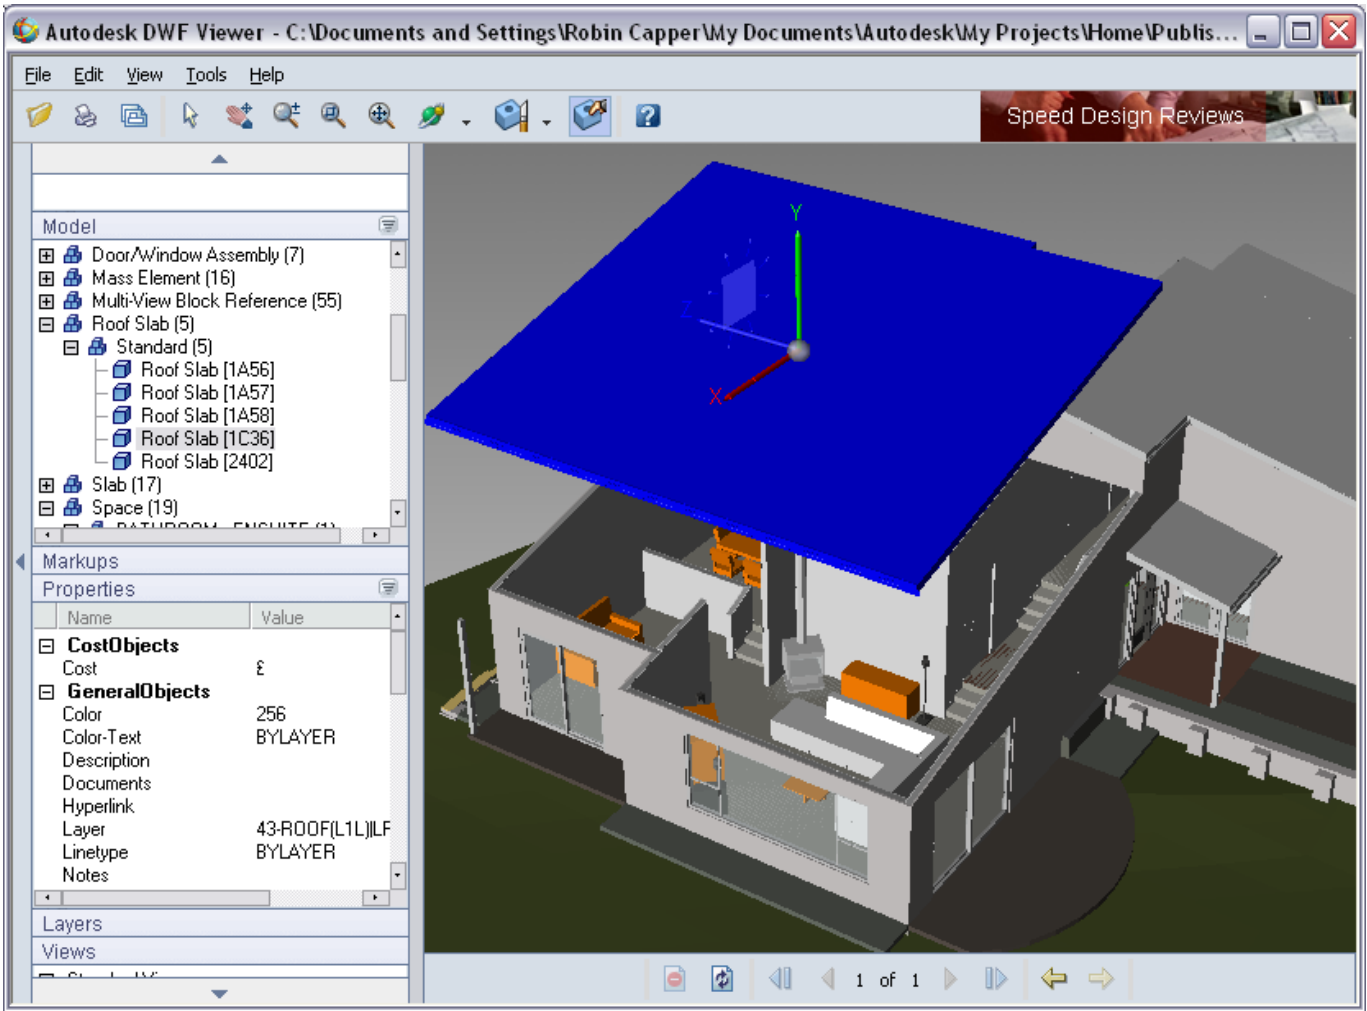 Autodesk DWF Viewer - C:\Documents and Settings\Robin Capper\My Documents\Autodesk\My Projects\Home\Publis...
File Edit View Tools Help
Speed Design Reviews
Model
Door/Window Assembly (7)
Mass Element (16)
Multi-View Block Reference (55)
Roof Slab (5)
Standard (5)
Roof Slab [1A56]
Roof Slab [1A57]
Roof Slab [1A58]
Roof Slab [1C36]
Roof Slab [2402]
Slab (17)
Space (19)
BATHROOM - ENSUITE (1)
Markups
Properties
Name Value
CostObjects
Cost £
GeneralObjects
Color 256
Color-Text BYLAYER
Description
Documents
Hyperlink
Layer 43-ROOF(L1L)|LF
Linetype BYLAYER
Notes
Layers
Views
Y
Z
X
1 of 1